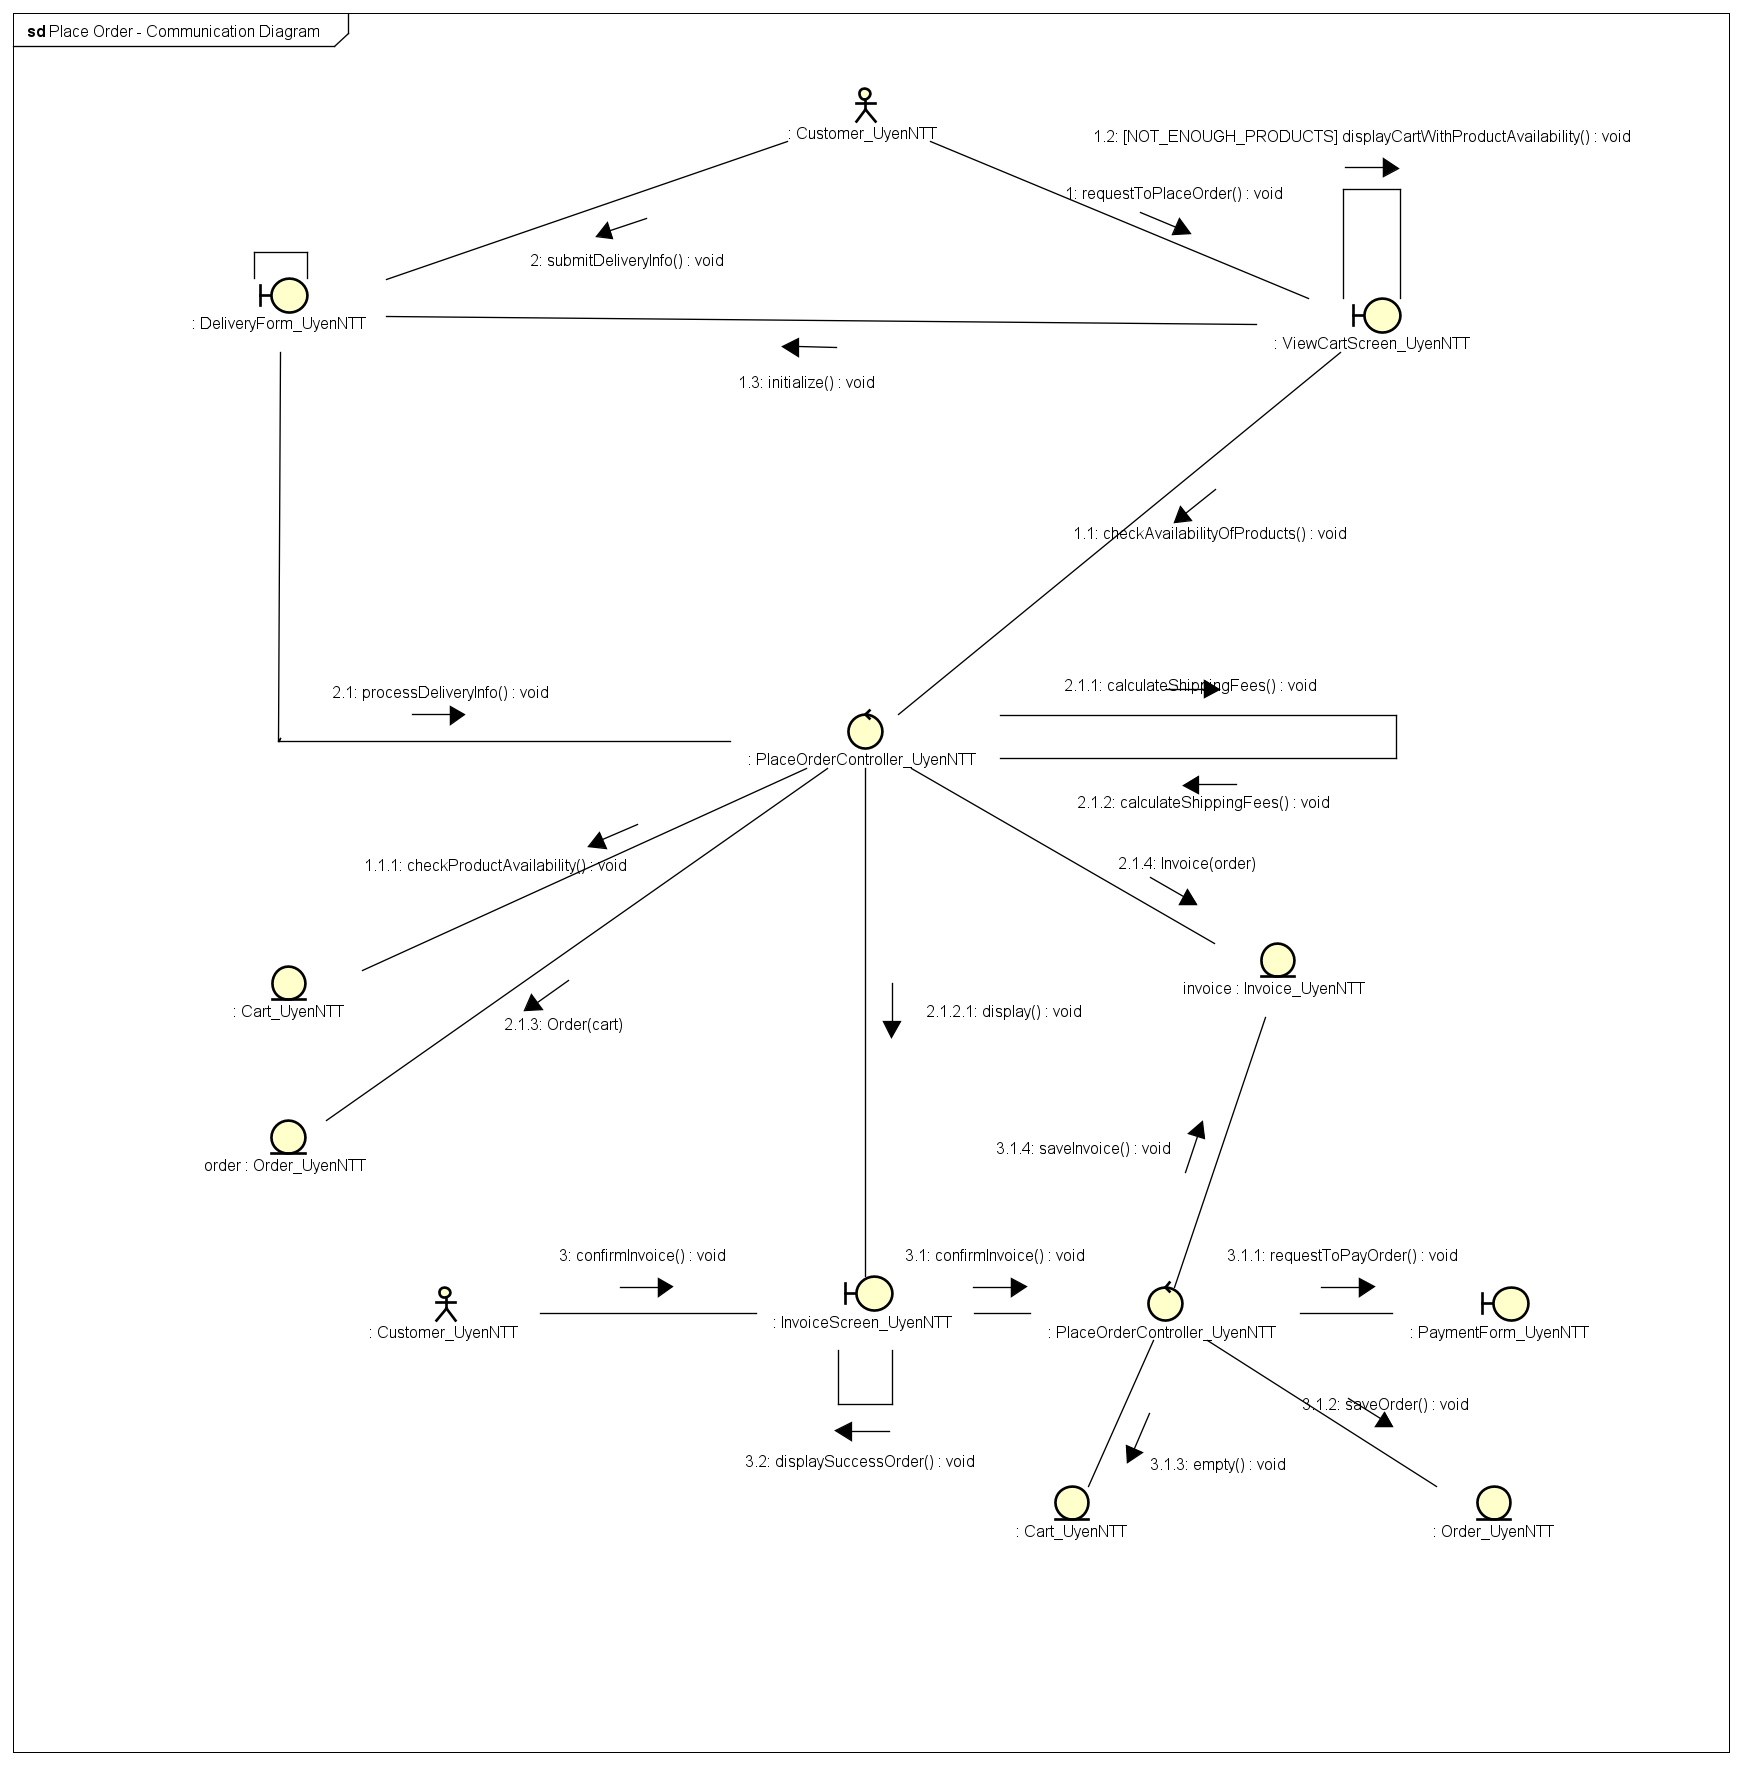 sd Place Order - Communication Diagram
: Customer_UyenNTT
1.2: [NOT_ENOUGH_PRODUCTS] displayCartWithProductAvailability() : void
1: requestToPlaceOrder() : void
2: submitDeliveryInfo() : void
: DeliveryForm_UyenNTT
: ViewCartScreen_UyenNTT
1.3: initialize() : void
1.1: checkAvailabilityOfProducts() : void
2.1: processDeliveryInfo() : void
2.1.1: calculateShippingFees() : void
: PlaceOrderController_UyenNTT
2.1.2: calculateShippingFees() : void
1.1.1: checkProductAvailability() : void
2.1.4: Invoice(order)
invoice : Invoice_UyenNTT
: Cart_UyenNTT
2.1.3: Order(cart)
2.1.2.1: display() : void
order : Order_UyenNTT
3.1.4: saveInvoice() : void
3: confirmInvoice() : void
3.1: confirmInvoice() : void
3.1.1: requestToPayOrder() : void
: Customer_UyenNTT
: InvoiceScreen_UyenNTT
: PlaceOrderController_UyenNTT
: PaymentForm_UyenNTT
3.1.2: saveOrder() : void
3.2: displaySuccessOrder() : void
3.1.3: empty() : void
: Cart_UyenNTT
: Order_UyenNTT